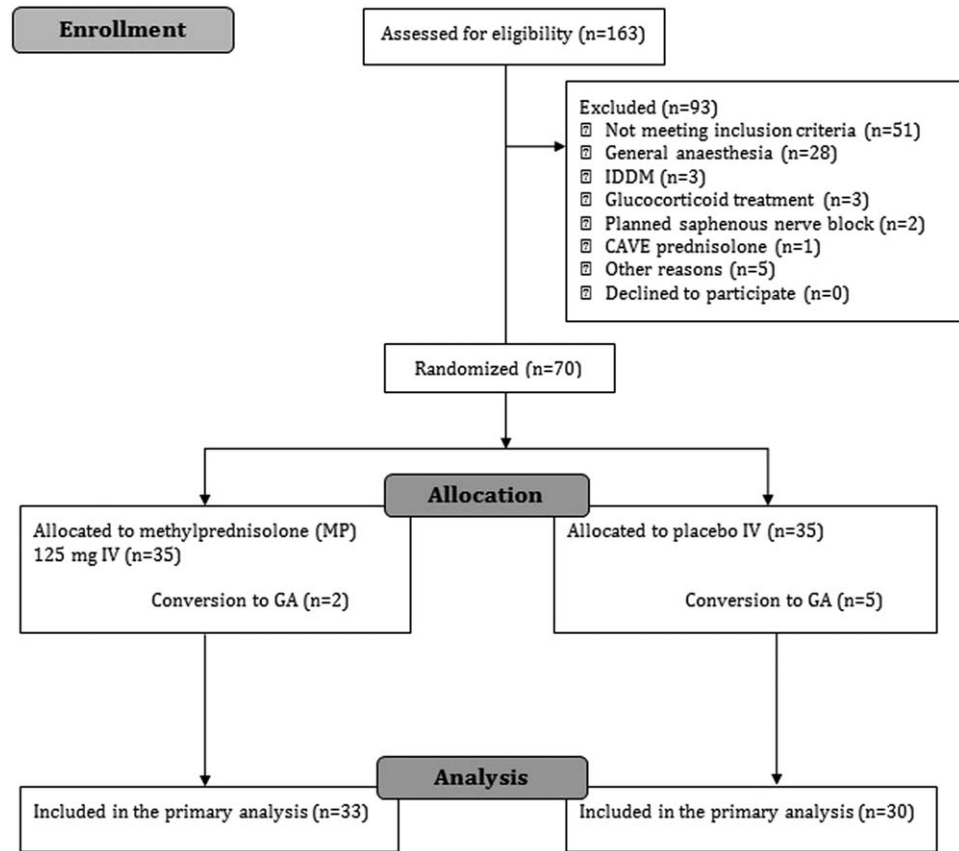 Enrollment
Assessed for eligibility (n=163)
Excluded (n=93)
Not meeting inclusion criteria (n=51)
General anaesthesia (n=28)
IDDM (n=3)
Glucocorticoid treatment (n=3)
Planned saphenous nerve block (n=2)
CAVE prednisolone (n=1)
Other reasons (n=5)
Declined to participate (n=0)
Randomized (n=70)
Allocation
Allocated to methylprednisolone (MP)
125 mg IV (n=35)
Conversion to GA (n=2)
Allocated to placebo IV (n=35)
Conversion to GA (n=5)
Analysis
Included in the primary analysis (n=33)
Included in the primary analysis (n=30)